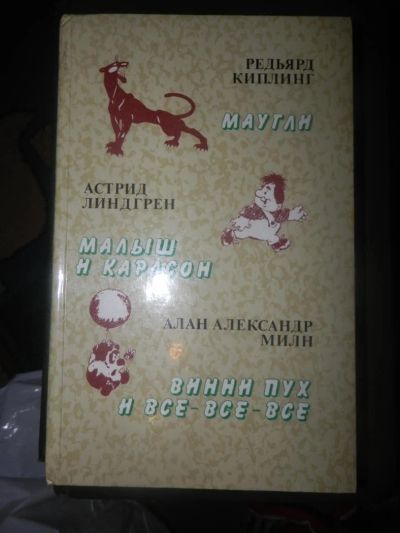 РЕДЬЯРД
КИПЛИНГ
МАУГЛИ
АСТРИД
ЛИНДГРЕН
МАЛЫШ
И КАРЛСОН
АЛАН АЛЕКСАНДР
МИЛН
ВИННИ ПУХ
И ВСЕ-ВСЕ-ВСЕ